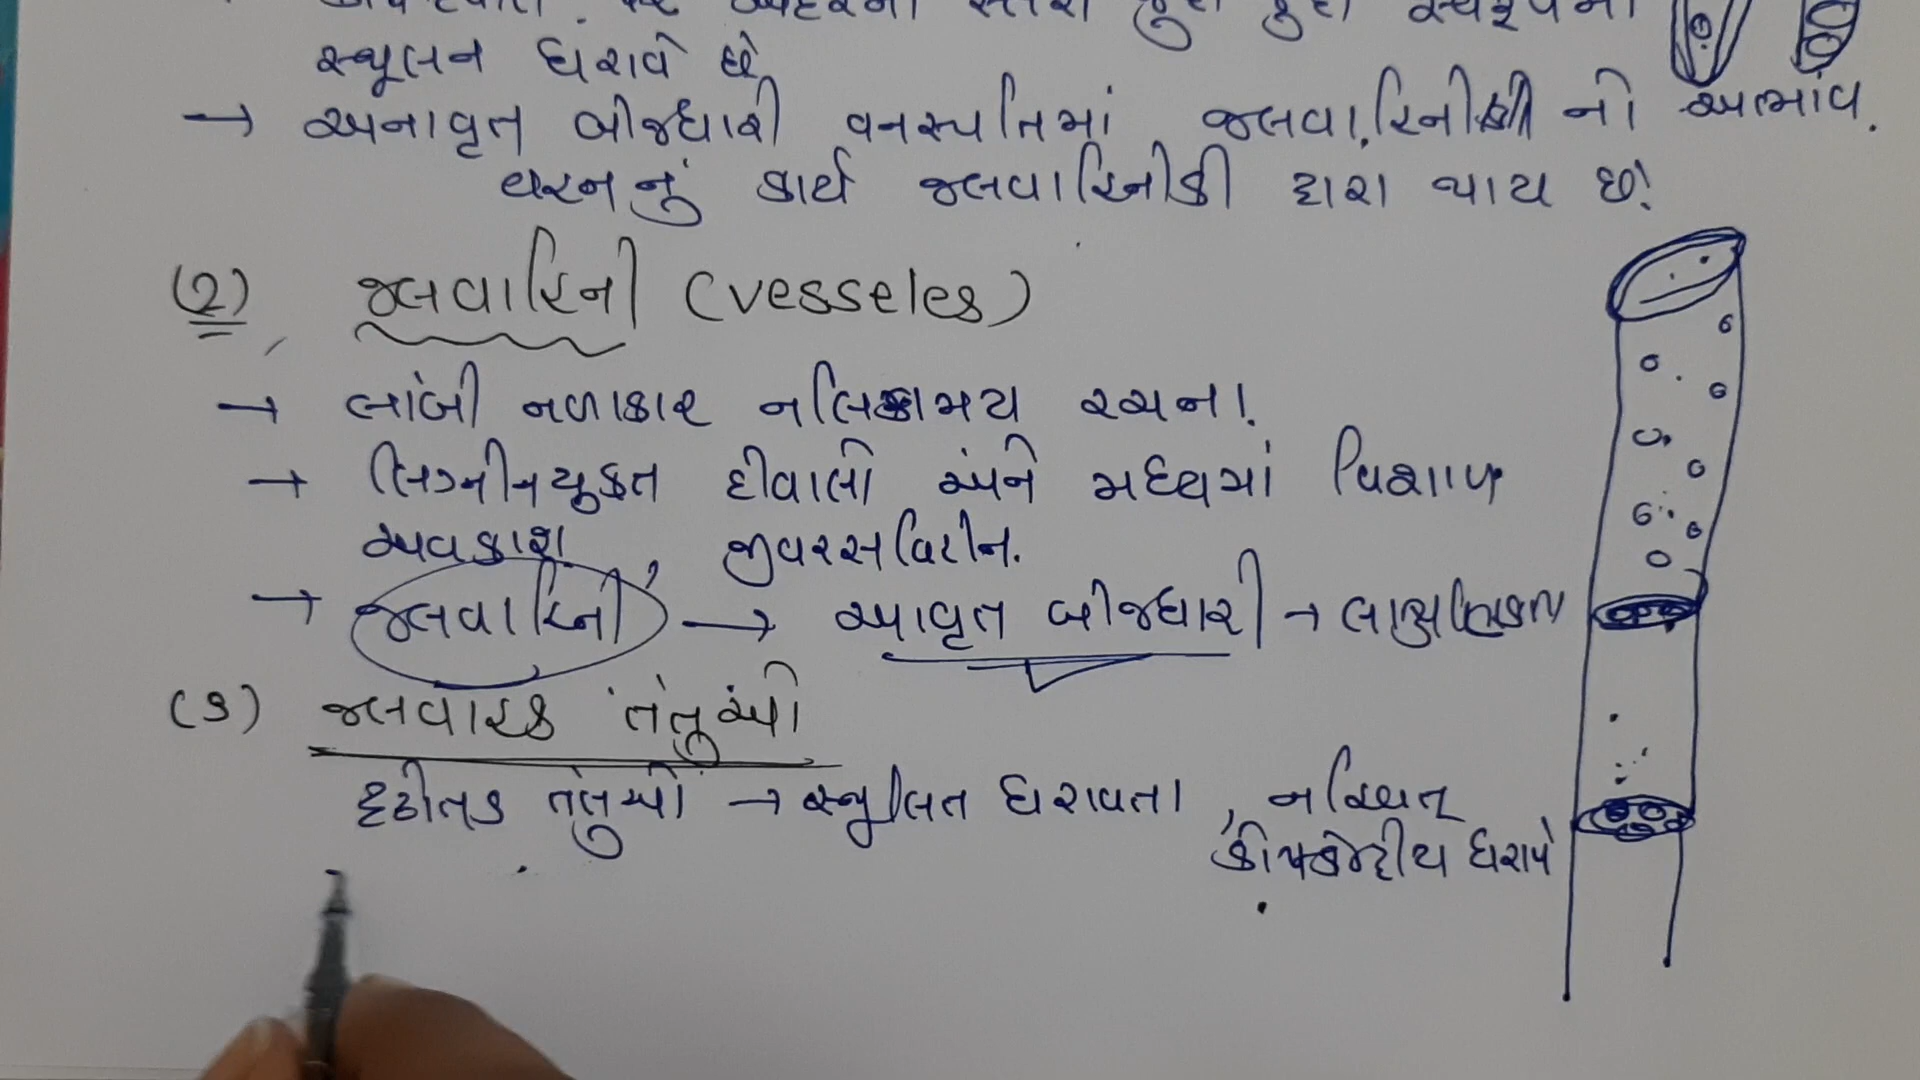 સ્થૂલન ધરાવે છે
→ અનાવૃત બીજધારી વનસ્પતિમાં જલવાહિની નો અભાવ.
વહનનું કાર્ય જલવાહિનીકી દ્વારા થાય છે!
(2) જલવાહિની (vesseles)
→ લાંબી નળાકાર નલિકામય રચના.
→ લિગ્નીનયુક્ત દીવાલો અને મધ્યમાં વિશાળ
અવકાશ, જીવરસવિહીન.
→ જલવાહિની → આવૃત બીજધારી → લાક્ષણિકતા
(3) જલવાહક તંતુઓ
દ્રઢોતક તંતુઓ → સ્થૂલિત ધરાવતા,
કોષકેન્દ્રીય ધરાવે